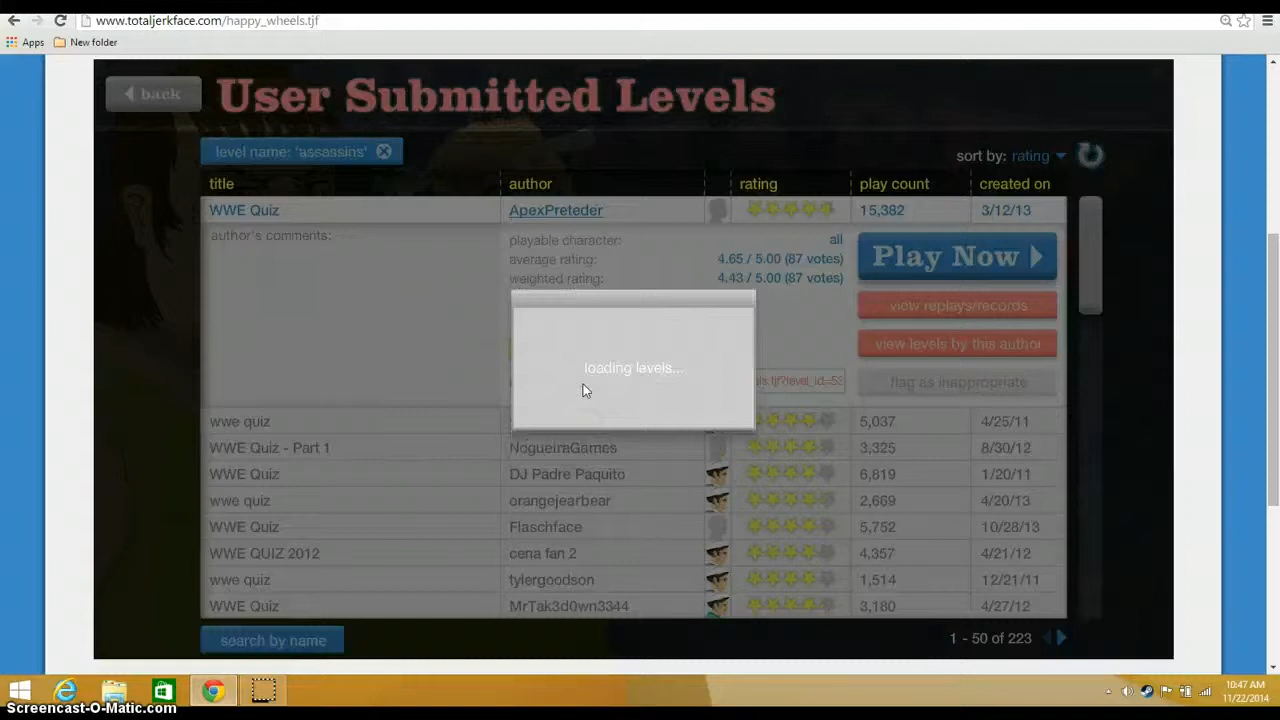 www.totaljerkface.com/happy_wheels.tjf
Apps New folder
back User Submitted Levels
level name: 'assassins' sort by: rating
title author rating play count created on
WWE Quiz ApexPreteder 15,382 3/12/13
author's comments: playable character: all
average rating: 4.65 / 5.00 (87 votes)
weighted rating: 4.43 / 5.00 (87 votes)
Play Now
view replays/records
view levels by this author
loading levels...
flag as inappropriate
wwe quiz 5,037 4/25/11
WWE Quiz - Part 1 NogueiraGames 3,325 8/30/12
WWE Quiz DJ Padre Paquito 6,819 1/20/11
wwe quiz orangejearbear 2,669 4/20/13
WWE Quiz Flaschface 5,752 10/28/13
WWE QUIZ 2012 cena fan 2 4,357 4/21/12
wwe quiz tylergoodson 1,514 12/21/11
WWE Quiz MrTak3d0wn3344 3,180 4/27/12
search by name 1 - 50 of 223
10:47 AM
11/22/2014
Screencast-O-Matic.com